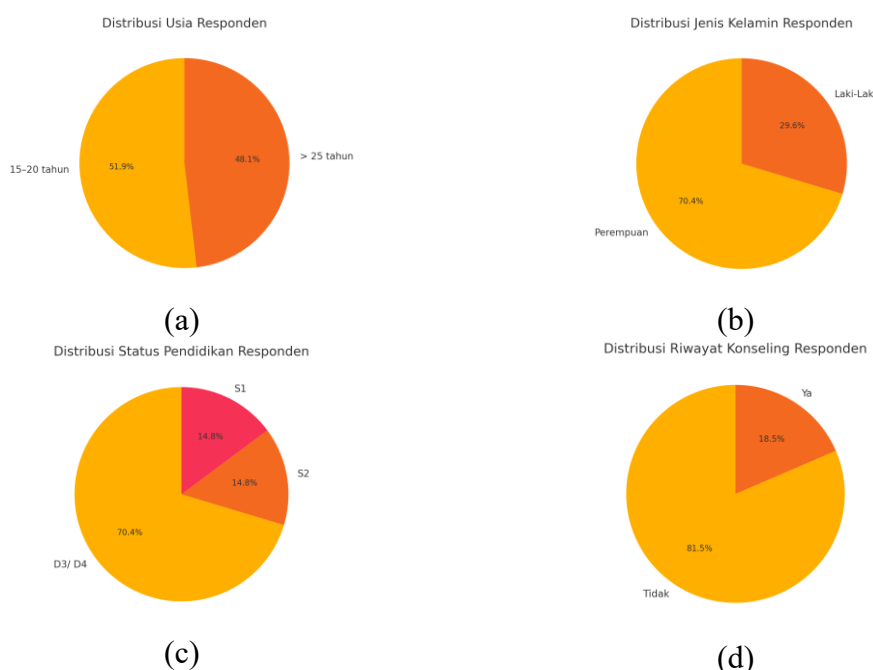 Distribusi Usia Responden
15–20 tahun
51.9%
48.1%
> 25 tahun
(a)
Distribusi Jenis Kelamin Responden
Laki-Lak
29.6%
70.4%
Perempuan
(b)
Distribusi Status Pendidikan Responden
S1
14.8%
14.8%
S2
70.4%
D3/ D4
(c)
Distribusi Riwayat Konseling Responden
Ya
18.5%
81.5%
Tidak
(d)